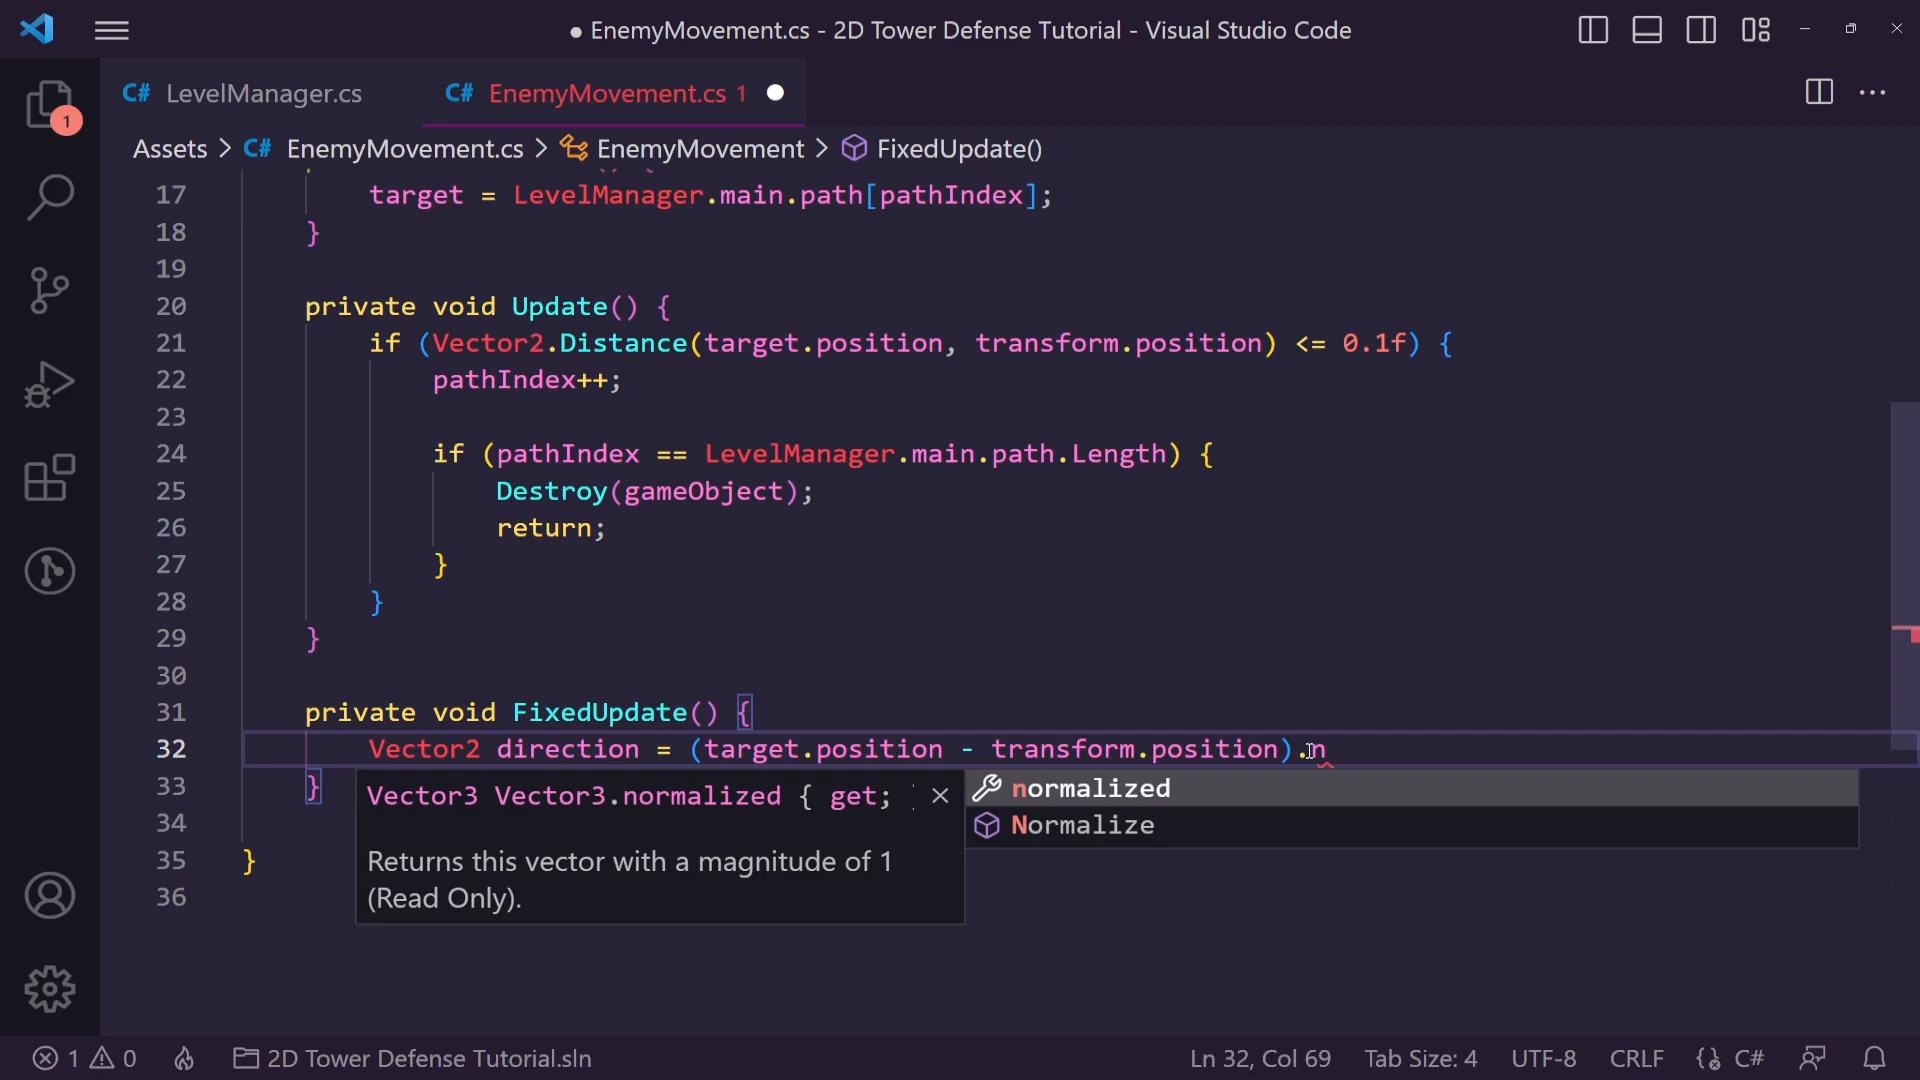 EnemyMovement.cs - 2D Tower Defense Tutorial - Visual Studio Code
C# LevelManager.cs C# EnemyMovement.cs 1
1
Assets > C# EnemyMovement.cs > EnemyMovement > FixedUpdate()
17 target = LevelManager.main.path[pathIndex];
18 }
19
20 private void Update() {
21 if (Vector2.Distance(target.position, transform.position) <= 0.1f) {
22 pathIndex++;
23
24 if (pathIndex == LevelManager.main.path.Length) {
25 Destroy(gameObject);
26 return;
27 }
28 }
29 }
30
31 private void FixedUpdate() {
32 Vector2 direction = (target.position - transform.position).n
33 }
34
35 }
36
Vector3 Vector3.normalized { get;
Returns this vector with a magnitude of 1
(Read Only).
normalized
Normalize
1 0 2D Tower Defense Tutorial.sln Ln 32, Col 69 Tab Size: 4 UTF-8 CRLF C#